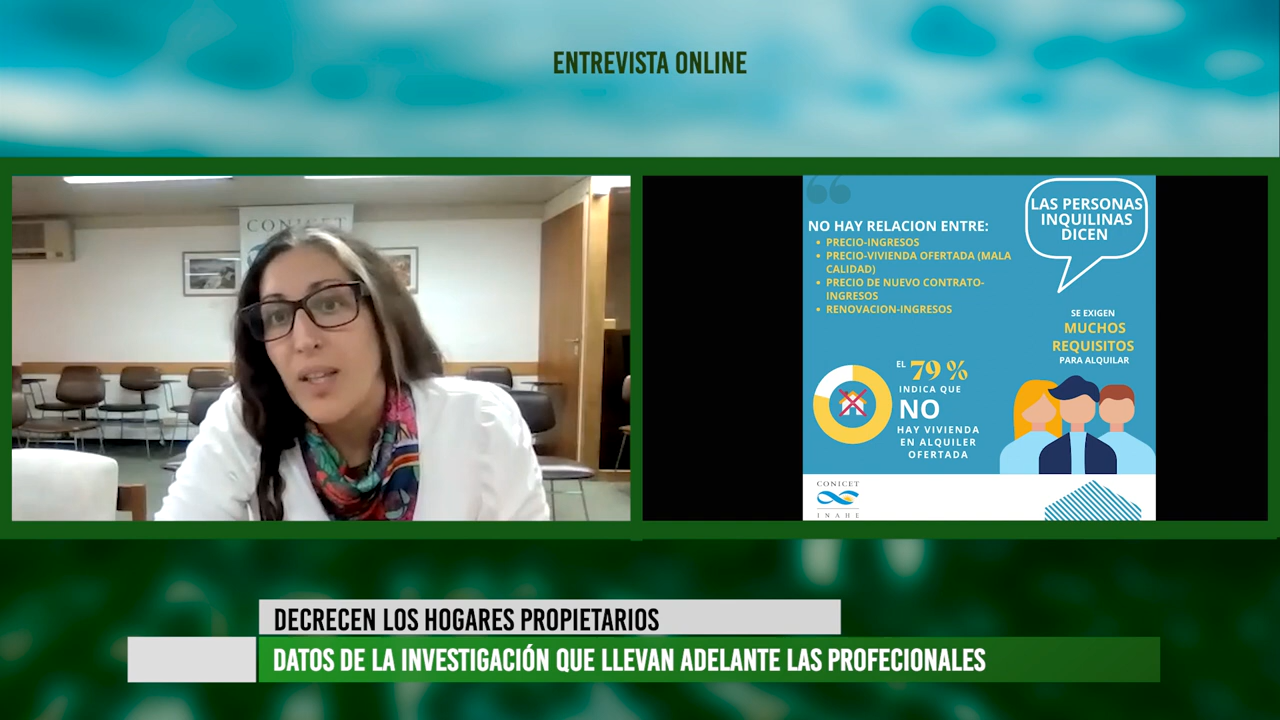 ENTREVISTA ONLINE
CONICET
NO HAY RELACION ENTRE:
• PRECIO-INGRESOS
• PRECIO-VIVIENDA OFERTADA (MALA
CALIDAD)
• PRECIO DE NUEVO CONTRATO-
INGRESOS
• RENOVACION-INGRESOS
LAS PERSONAS
INQUILINAS
DICEN
SE EXIGEN
MUCHOS
REQUISITOS
PARA ALQUILAR
EL 79 %
INDICA QUE
NO
HAY VIVIENDA
EN ALQUILER
OFERTADA
CONICET
INAHE
DECRECEN LOS HOGARES PROPIETARIOS
DATOS DE LA INVESTIGACIÓN QUE LLEVAN ADELANTE LAS PROFECIONALES